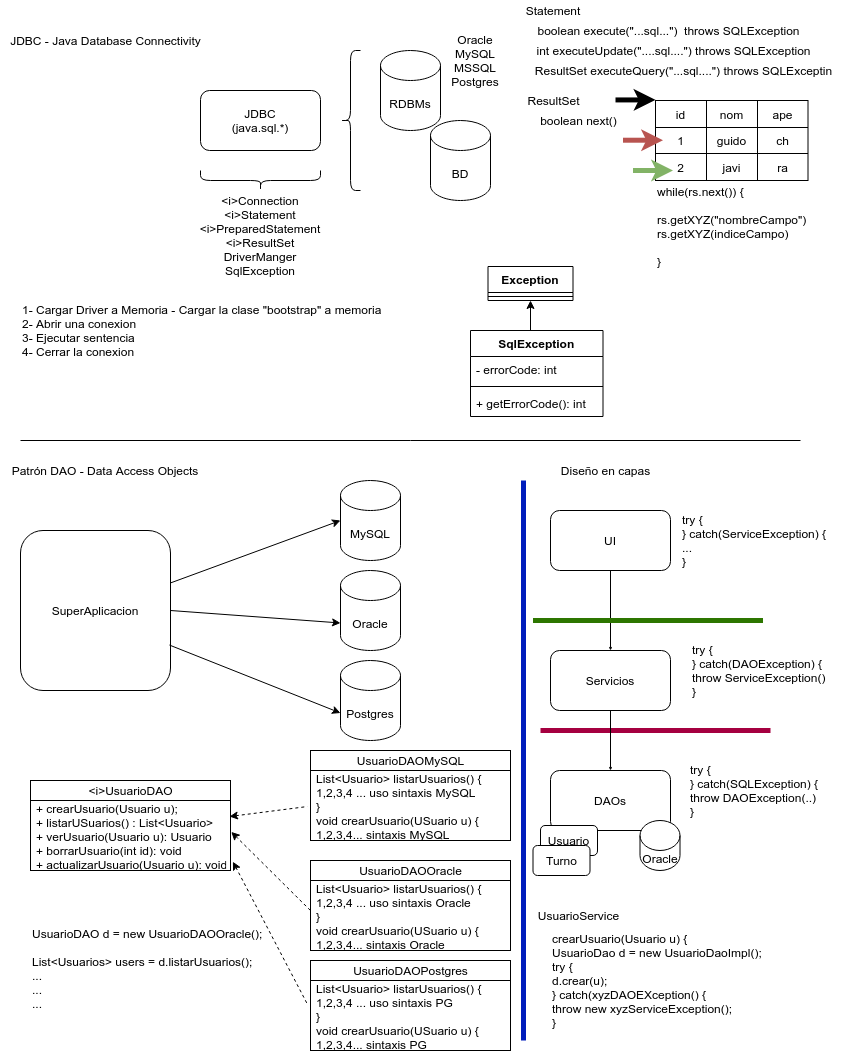 JDBC - Java Database Connectivity
JDBC
(java.sql.*)
<i>Connection
<i>Statement
<i>PreparedStatement
<i>ResultSet
DriverManger
SqlException
RDBMs
BD
Oracle
MySQL
MSSQL
Postgres
Statement
boolean execute("...sql...")  throws SQLException
int executeUpdate("....sql....") throws SQLException
ResultSet executeQuery("...sql....") throws SQLExceptin
ResultSet
boolean next()
id nom ape
1 guido ch
2 javi ra
while(rs.next()) {
rs.getXYZ("nombreCampo")
rs.getXYZ(indiceCampo)
}
1- Cargar Driver a Memoria - Cargar la clase "bootstrap" a memoria
2- Abrir una conexion
3- Ejecutar sentencia
4- Cerrar la conexion
Exception
SqlException
- errorCode: int
+ getErrorCode(): int
Patrón DAO - Data Access Objects
SuperAplicacion
MySQL
Oracle
Postgres
<i>UsuarioDAO
+ crearUsuario(Usuario u);
+ listarUSuarios() : List<Usuario>
+ verUsuario(Usuario u): Usuario
+ borrarUsuario(int id): void
+ actualizarUsuario(Usuario u): void
UsuarioDAOMySQL
List<Usuario> listarUsuarios() {
1,2,3,4 ... uso sintaxis MySQL
}
void crearUsuario(USuario u) {
1,2,3,4... sintaxis MySQL
UsuarioDAOOracle
List<Usuario> listarUsuarios() {
1,2,3,4 ... uso sintaxis Oracle
}
void crearUsuario(USuario u) {
1,2,3,4... sintaxis Oracle
UsuarioDAOPostgres
List<Usuario> listarUsuarios() {
1,2,3,4 ... uso sintaxis PG
}
void crearUsuario(USuario u) {
1,2,3,4... sintaxis PG
UsuarioDAO d = new UsuarioDAOOracle();
List<Usuarios> users = d.listarUsuarios();
...
...
...
Diseño en capas
UI
try {
} catch(ServiceException) {
...
}
Servicios
try {
} catch(DAOException) {
throw ServiceException()
}
DAOs
Usuario
Turno
Oracle
try {
} catch(SQLException) {
throw DAOException(..)
}
UsuarioService
crearUsuario(Usuario u) {
UsuarioDao d = new UsuarioDaoImpl();
try {
d.crear(u);
} catch(xyzDAOEXception() {
throw new xyzServiceException();
}